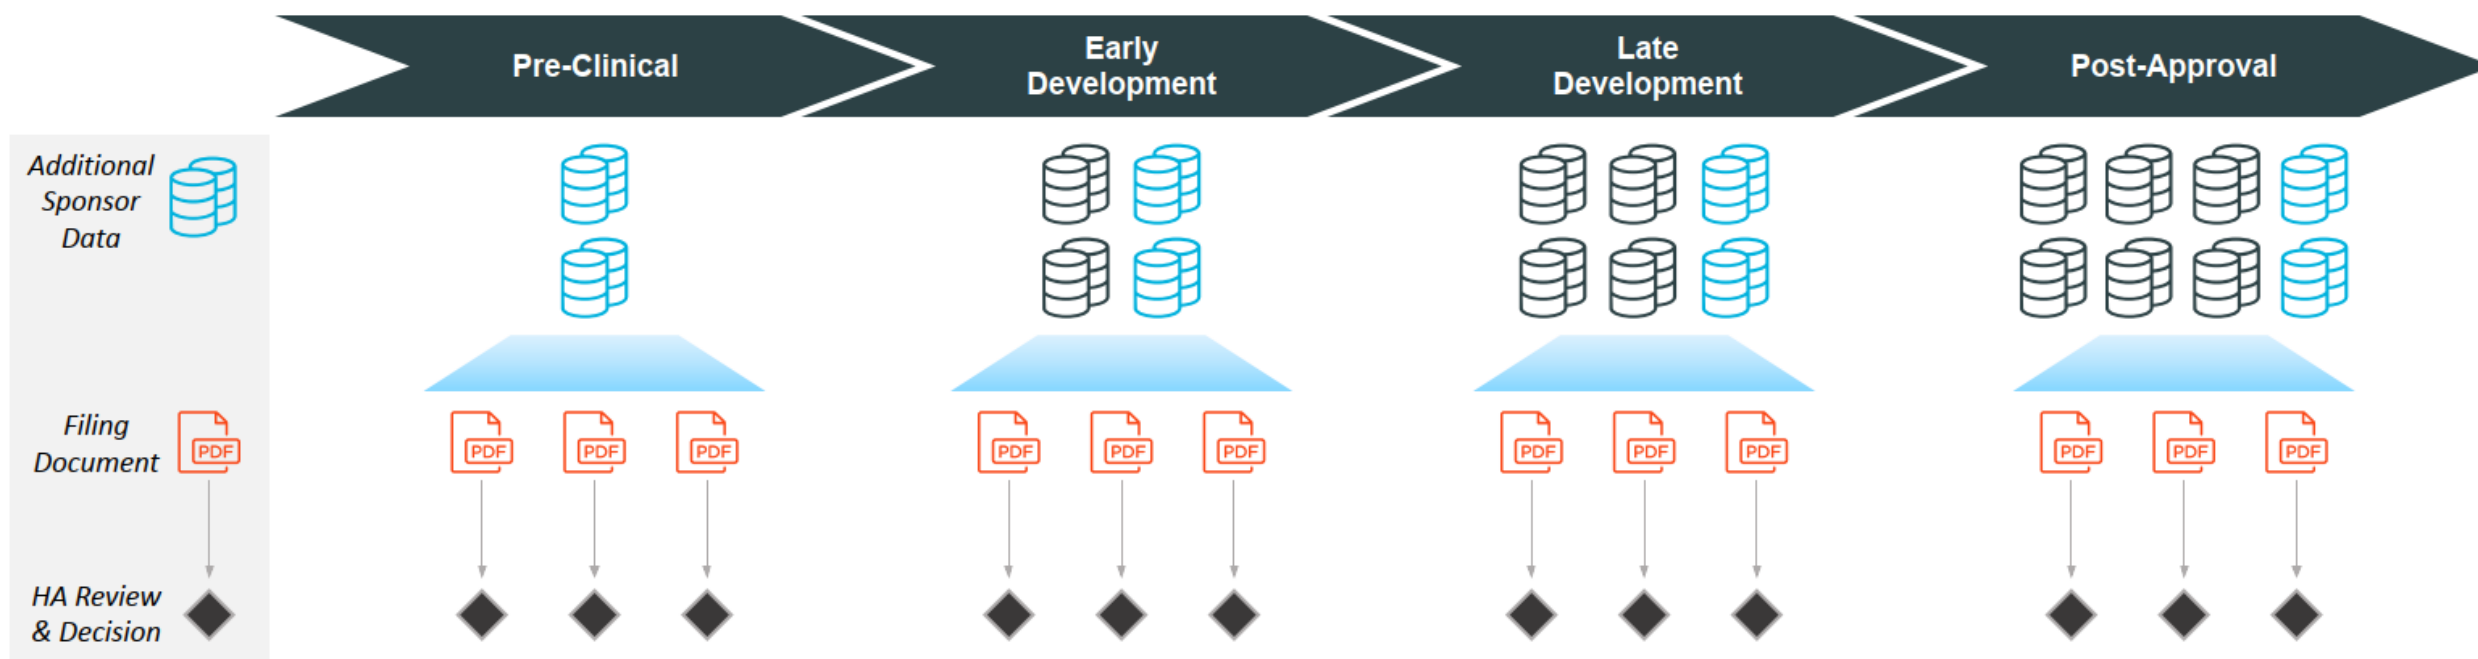 Pre-Clinical
Early
Development
Late
Development
Post-Approval
Additional
Sponsor
Data
Filing
Document
PDF
PDF
PDF
PDF
PDF
PDF
PDF
PDF
PDF
PDF
PDF
PDF
PDF
HA Review
& Decision